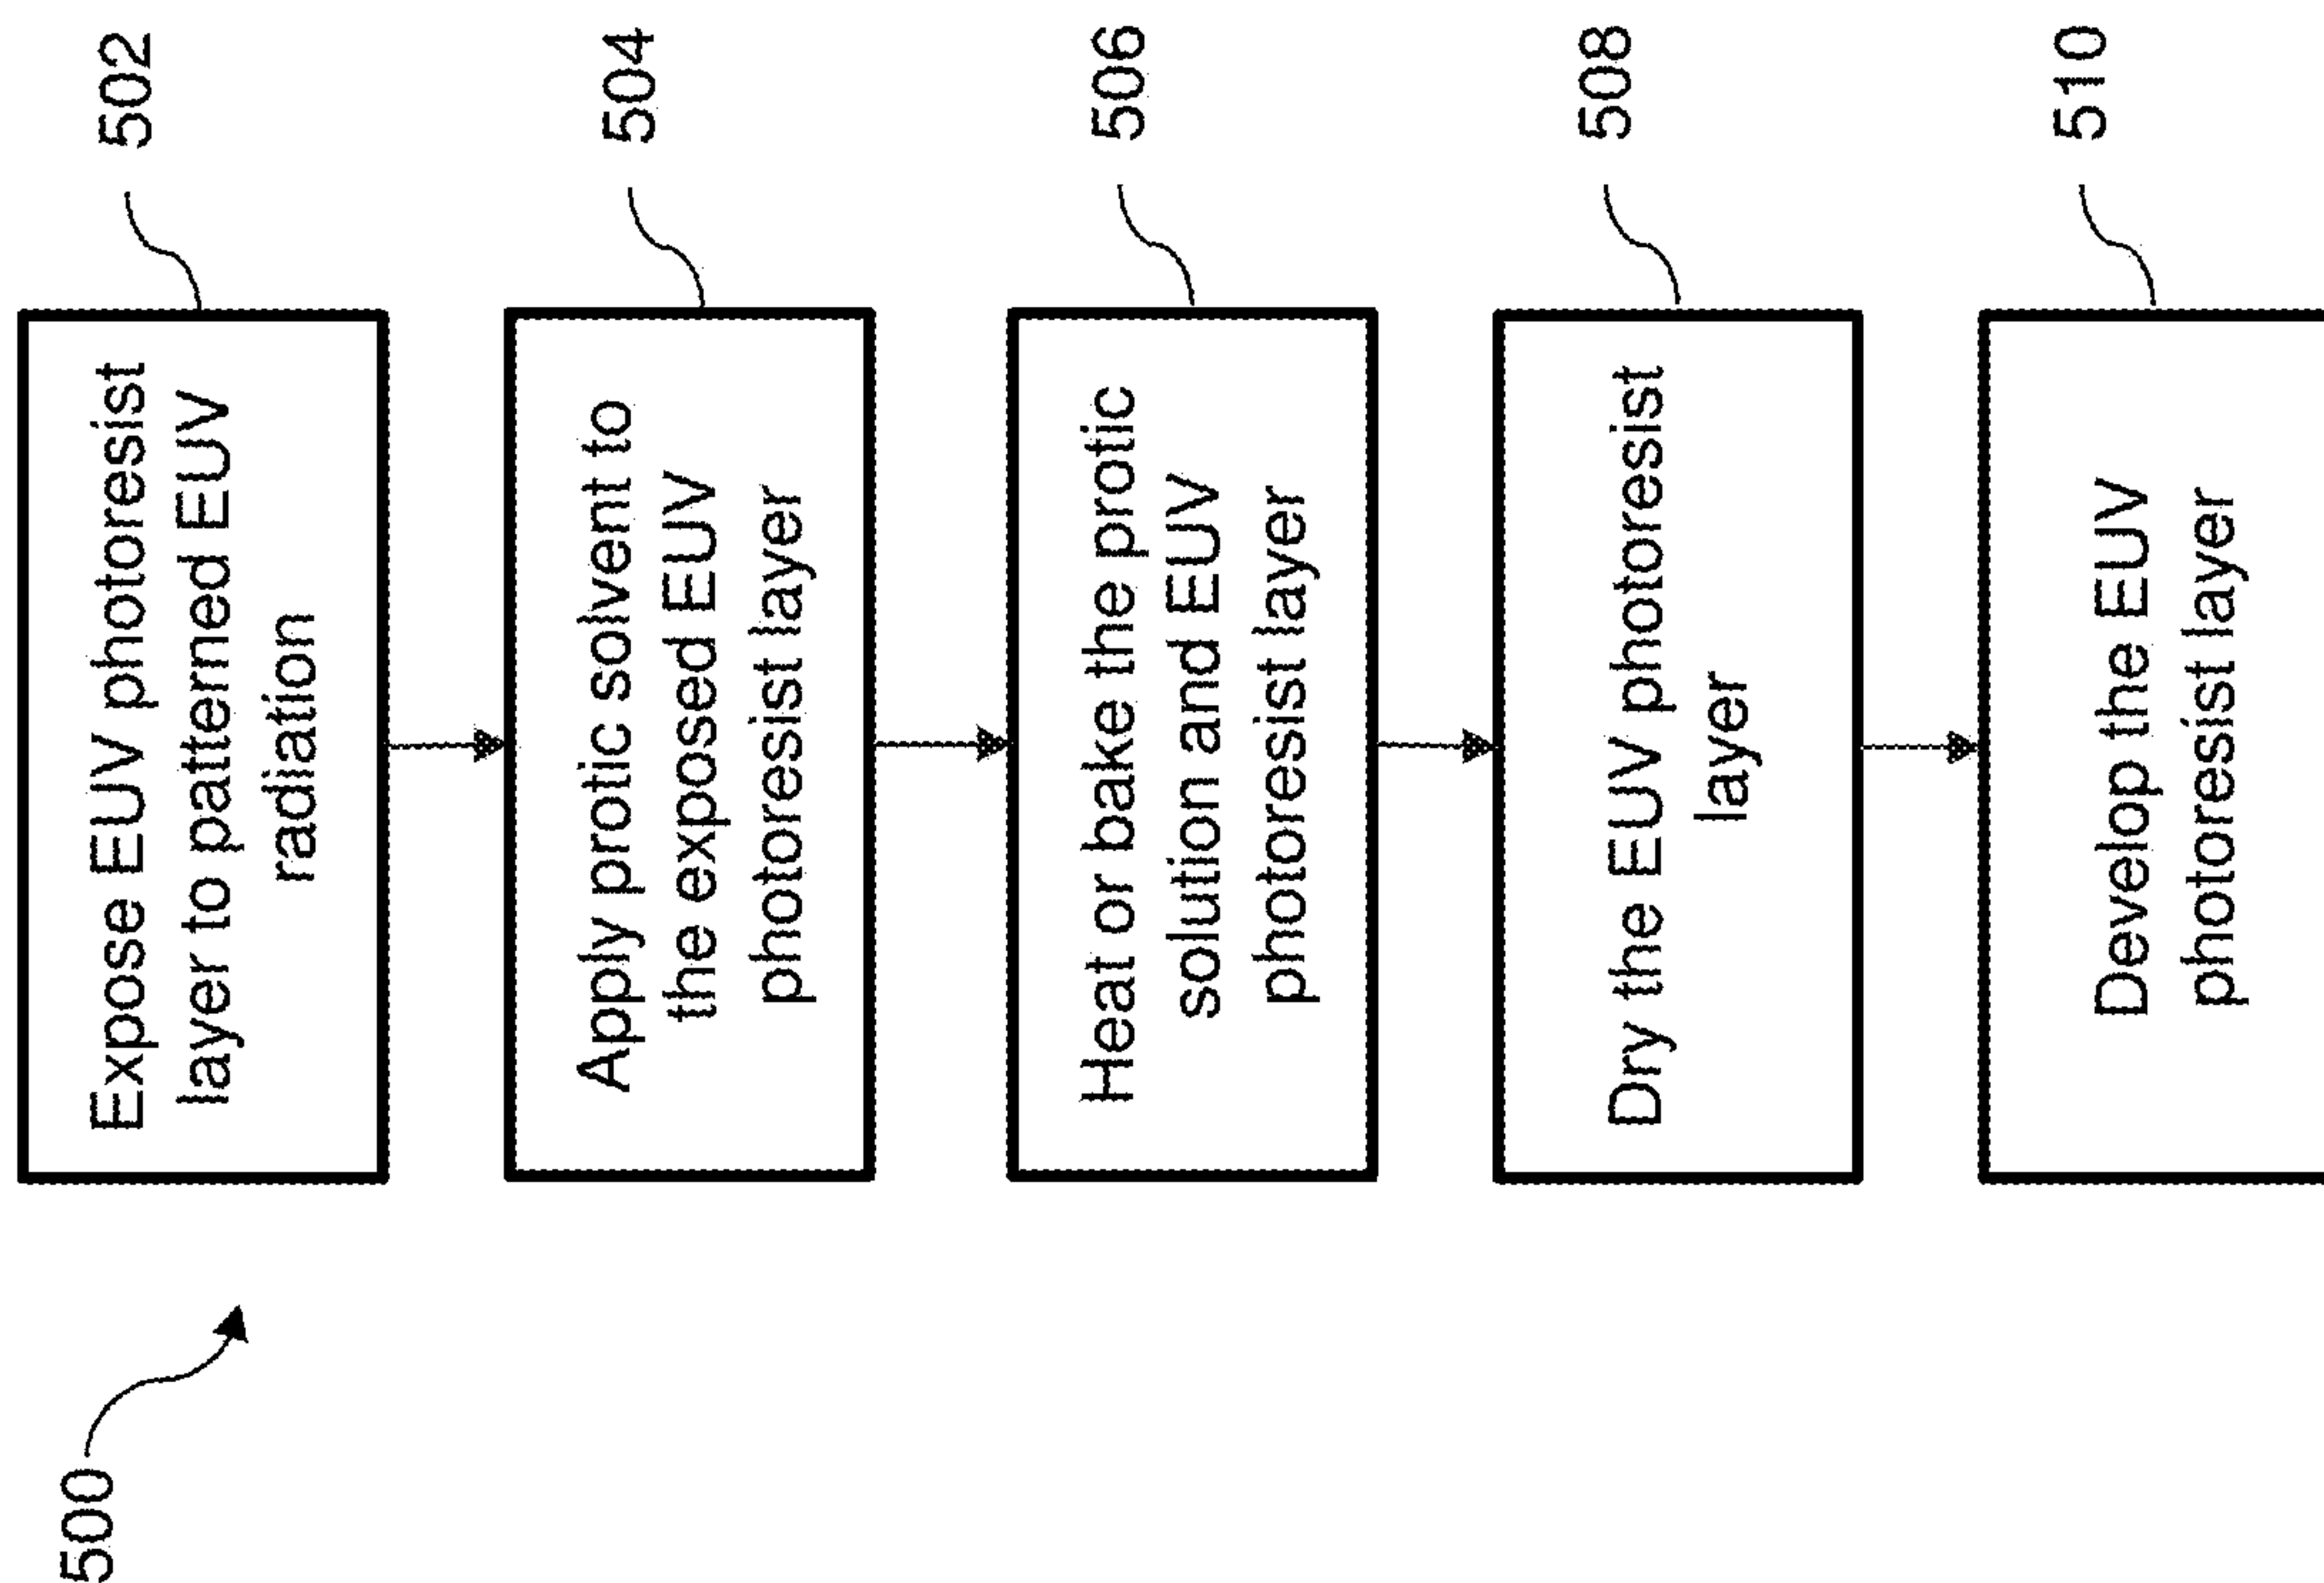 500
Expose EUV photoresist
layer to patterned EUV
radiation
502
Apply protic solvent to
the exposed EUV
photoresist layer
504
Heat or bake the protic
solution and EUV
photoresist layer
506
Dry the EUV photoresist
layer
508
Develop the EUV
photoresist layer
510